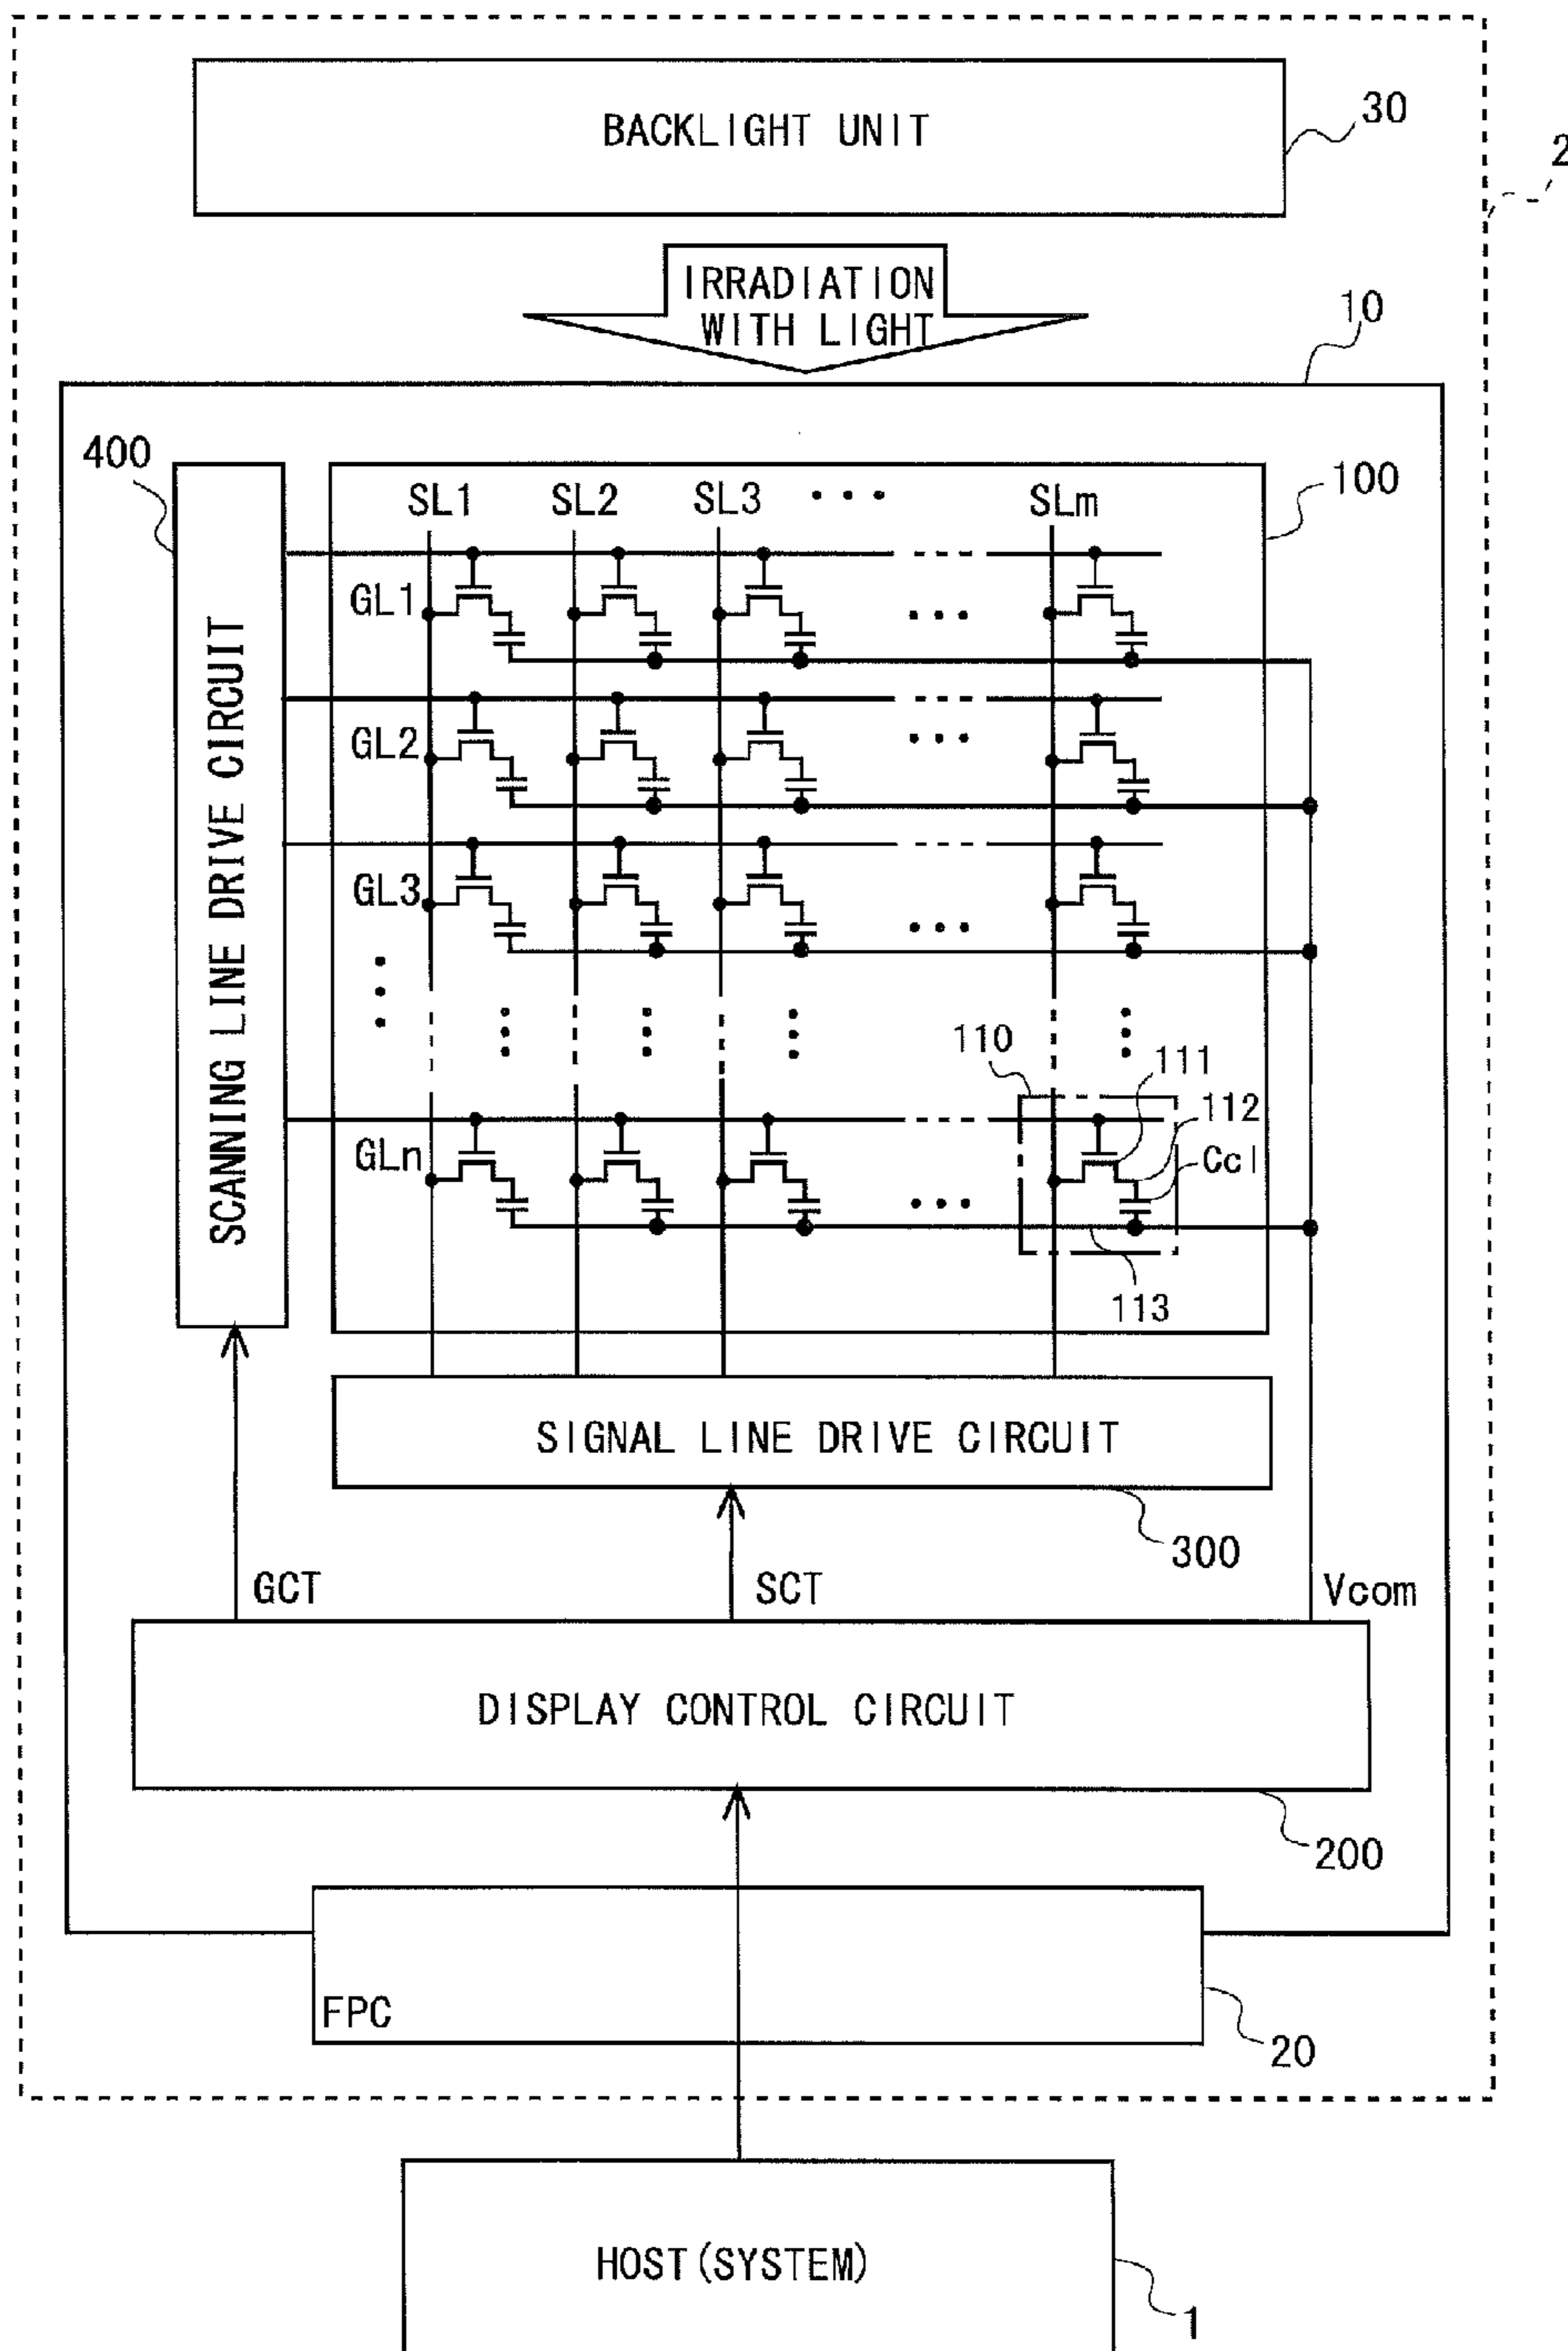 BACKLIGHT UNIT
30
2
IRRADIATION
WITH LIGHT
10
400
SL1 SL2 SL3 ••• SLm
100
SCANNING LINE DRIVE CIRCUIT
GL1
GL2
GL3
110
111
112
GLn
Ccl
113
SIGNAL LINE DRIVE CIRCUIT
300
GCT
SCT
Vcom
DISPLAY CONTROL CIRCUIT
200
FPC
20
HOST(SYSTEM)
1